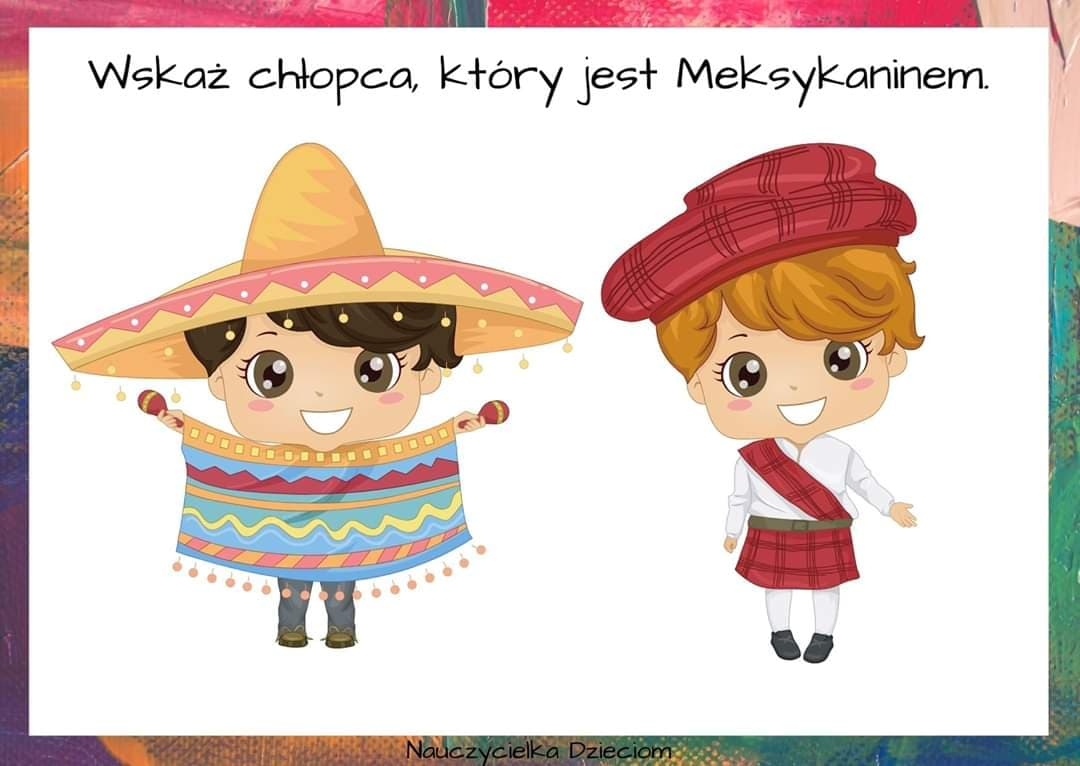 Wskaż chłopca, który jest Meksykaninem.
Nauczycielka Dzieciom